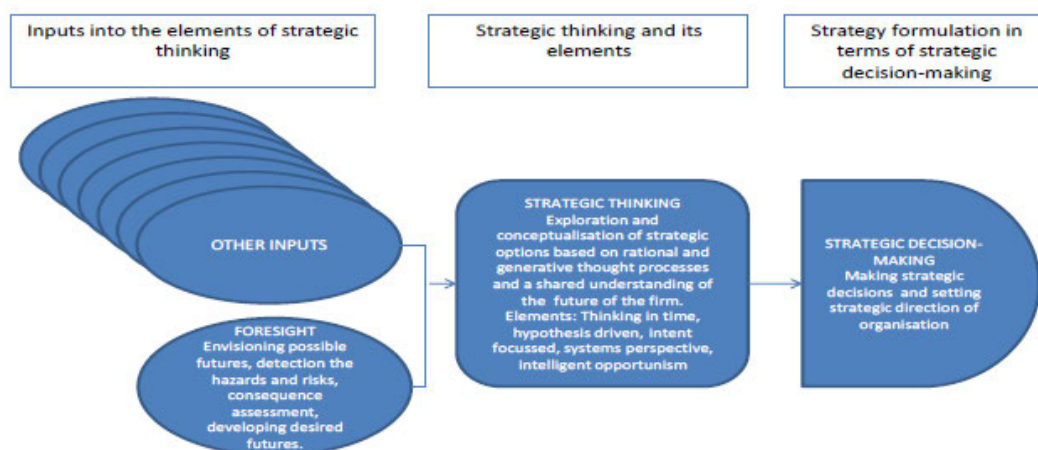 Inputs into the elements of strategic
thinking
Strategic thinking and its
elements
Strategy formulation in
terms of strategic
decision-making
OTHER INPUTS
FORESIGHT
Envisioning possible
futures, detection the
hazards and risks,
consequence
assessment,
developing desired
futures.
STRATEGIC THINKING
Exploration and
conceptualisation of strategic
options based on rational and
generative thought processes
and a shared understanding of
the future of the firm.
Elements: Thinking in time,
hypothesis driven, intent
focussed, systems perspective,
intelligent opportunism
STRATEGIC DECISION-
MAKING
Making strategic
decisions and setting
strategic direction of
organisation